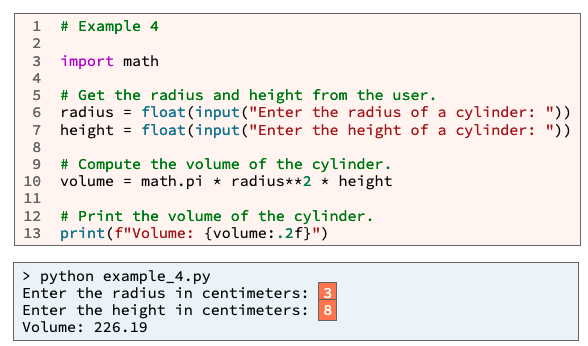 1 # Example 4
2
3 import math
4
5 # Get the radius and height from the user.
6 radius = float(input("Enter the radius of a cylinder: "))
7 height = float(input("Enter the height of a cylinder: "))
8
9 # Compute the volume of the cylinder.
10 volume = math.pi * radius**2 * height
11
12 # Print the volume of the cylinder.
13 print(f"Volume: {volume:.2f}")
> python example_4.py
Enter the radius in centimeters: 3
Enter the height in centimeters: 8
Volume: 226.19